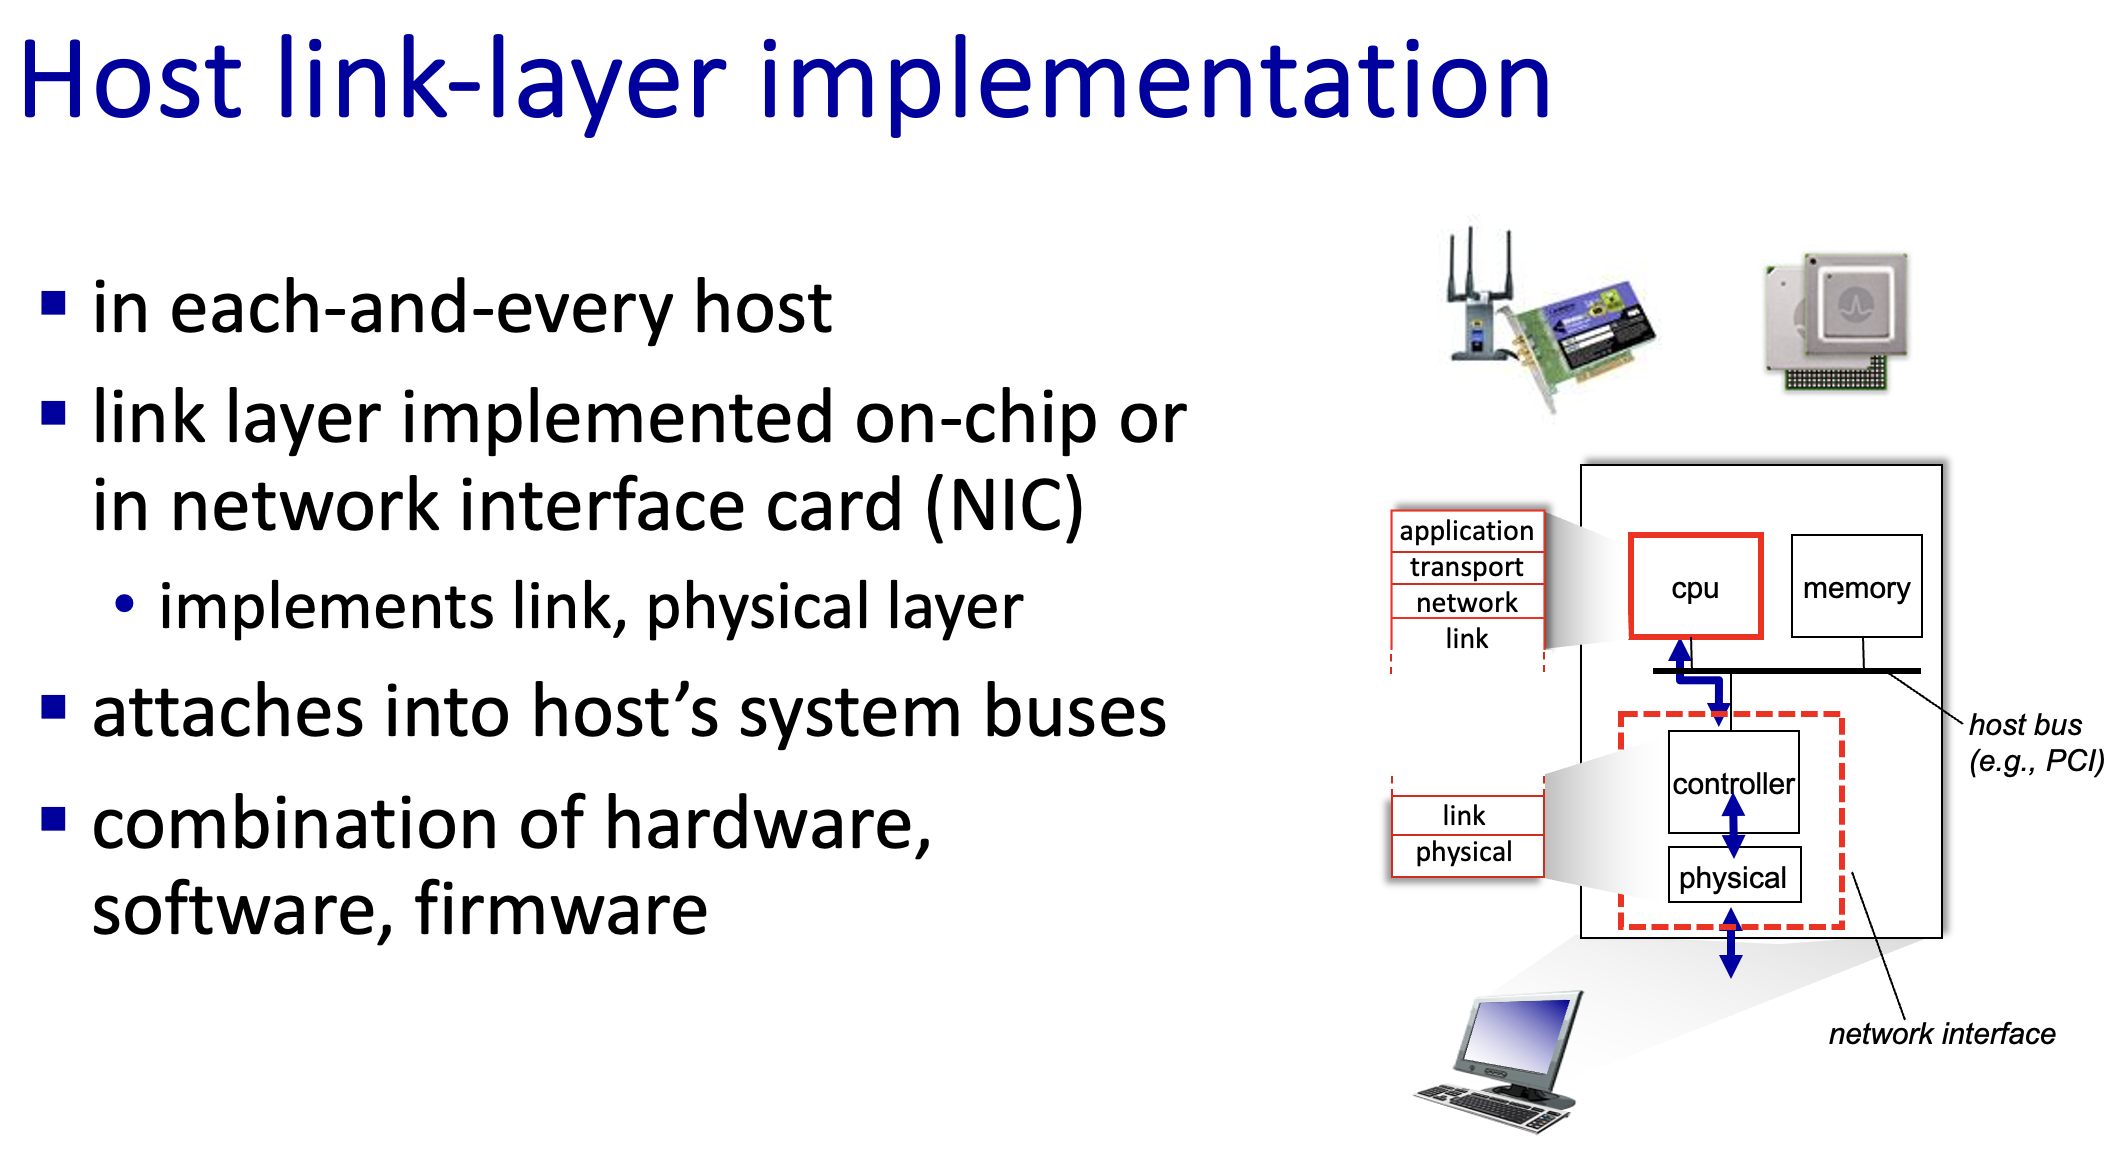 Host link-layer implementation
in each-and-every host
link layer implemented on-chip or
in network interface card (NIC)
implements link, physical layer
attaches into host’s system buses
combination of hardware,
software, firmware
application
transport
network
link
cpu
memory
host bus
(e.g., PCI)
controller
link
physical
physical
network interface